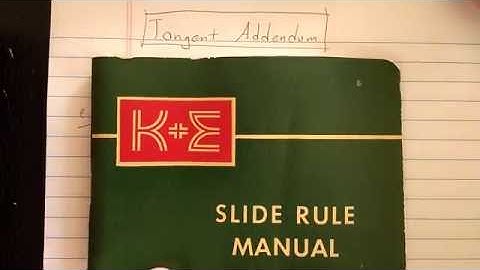 Tangent Addendum
K+E
SLIDE RULE
MANUAL